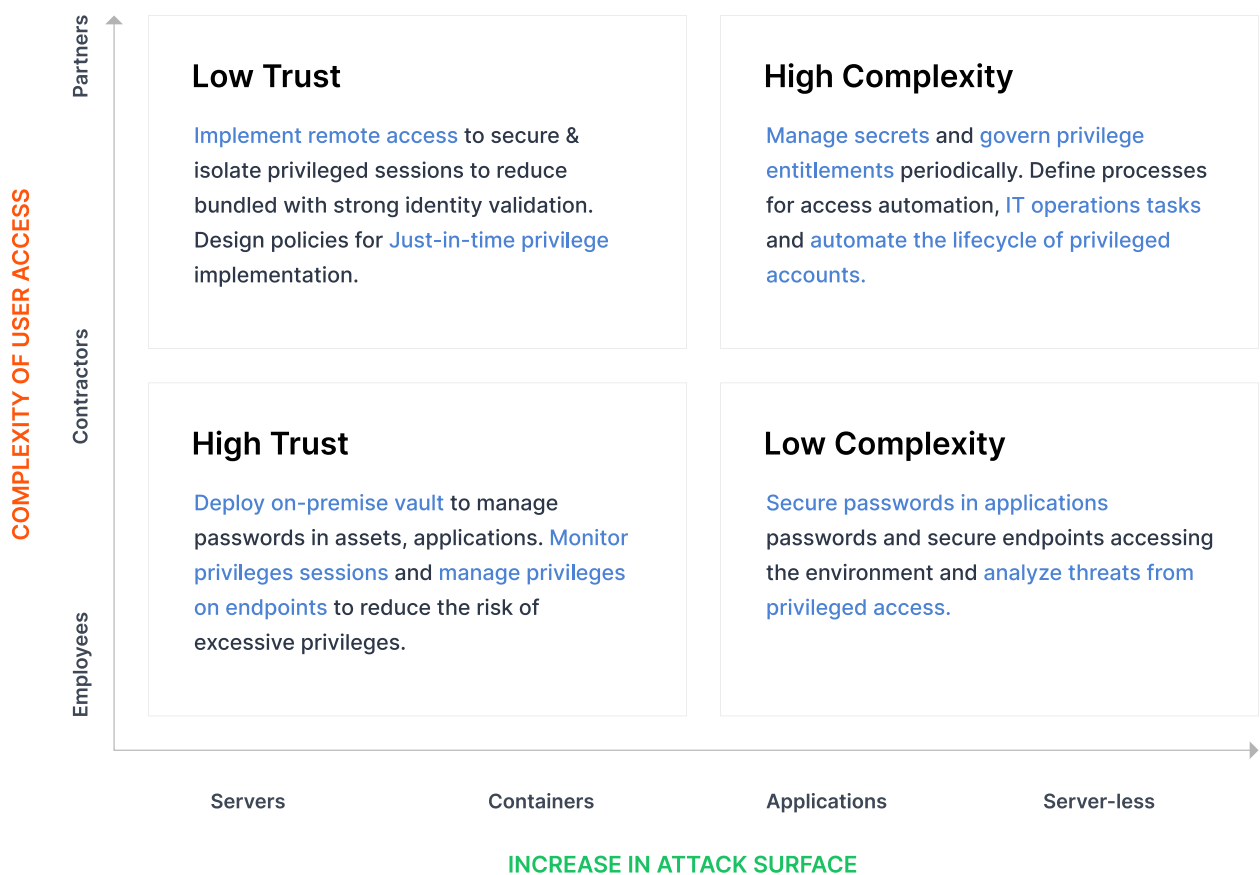 Partners
Contractors
Employees
COMPLEXITY OF USER ACCESS
Low Trust
Implement remote access to secure &
isolate privileged sessions to reduce
bundled with strong identity validation.
Design policies for Just-in-time privilege
implementation.
High Complexity
Manage secrets and govern privilege
entitlements periodically. Define processes
for access automation, IT operations tasks
and automate the lifecycle of privileged
accounts.
High Trust
Deploy on-premise vault to manage
passwords in assets, applications. Monitor
privileges sessions and manage privileges
on endpoints to reduce the risk of
excessive privileges.
Low Complexity
Secure passwords in applications
passwords and secure endpoints accessing
the environment and analyze threats from
privileged access.
Servers
Containers
Applications
Server-less
INCREASE IN ATTACK SURFACE